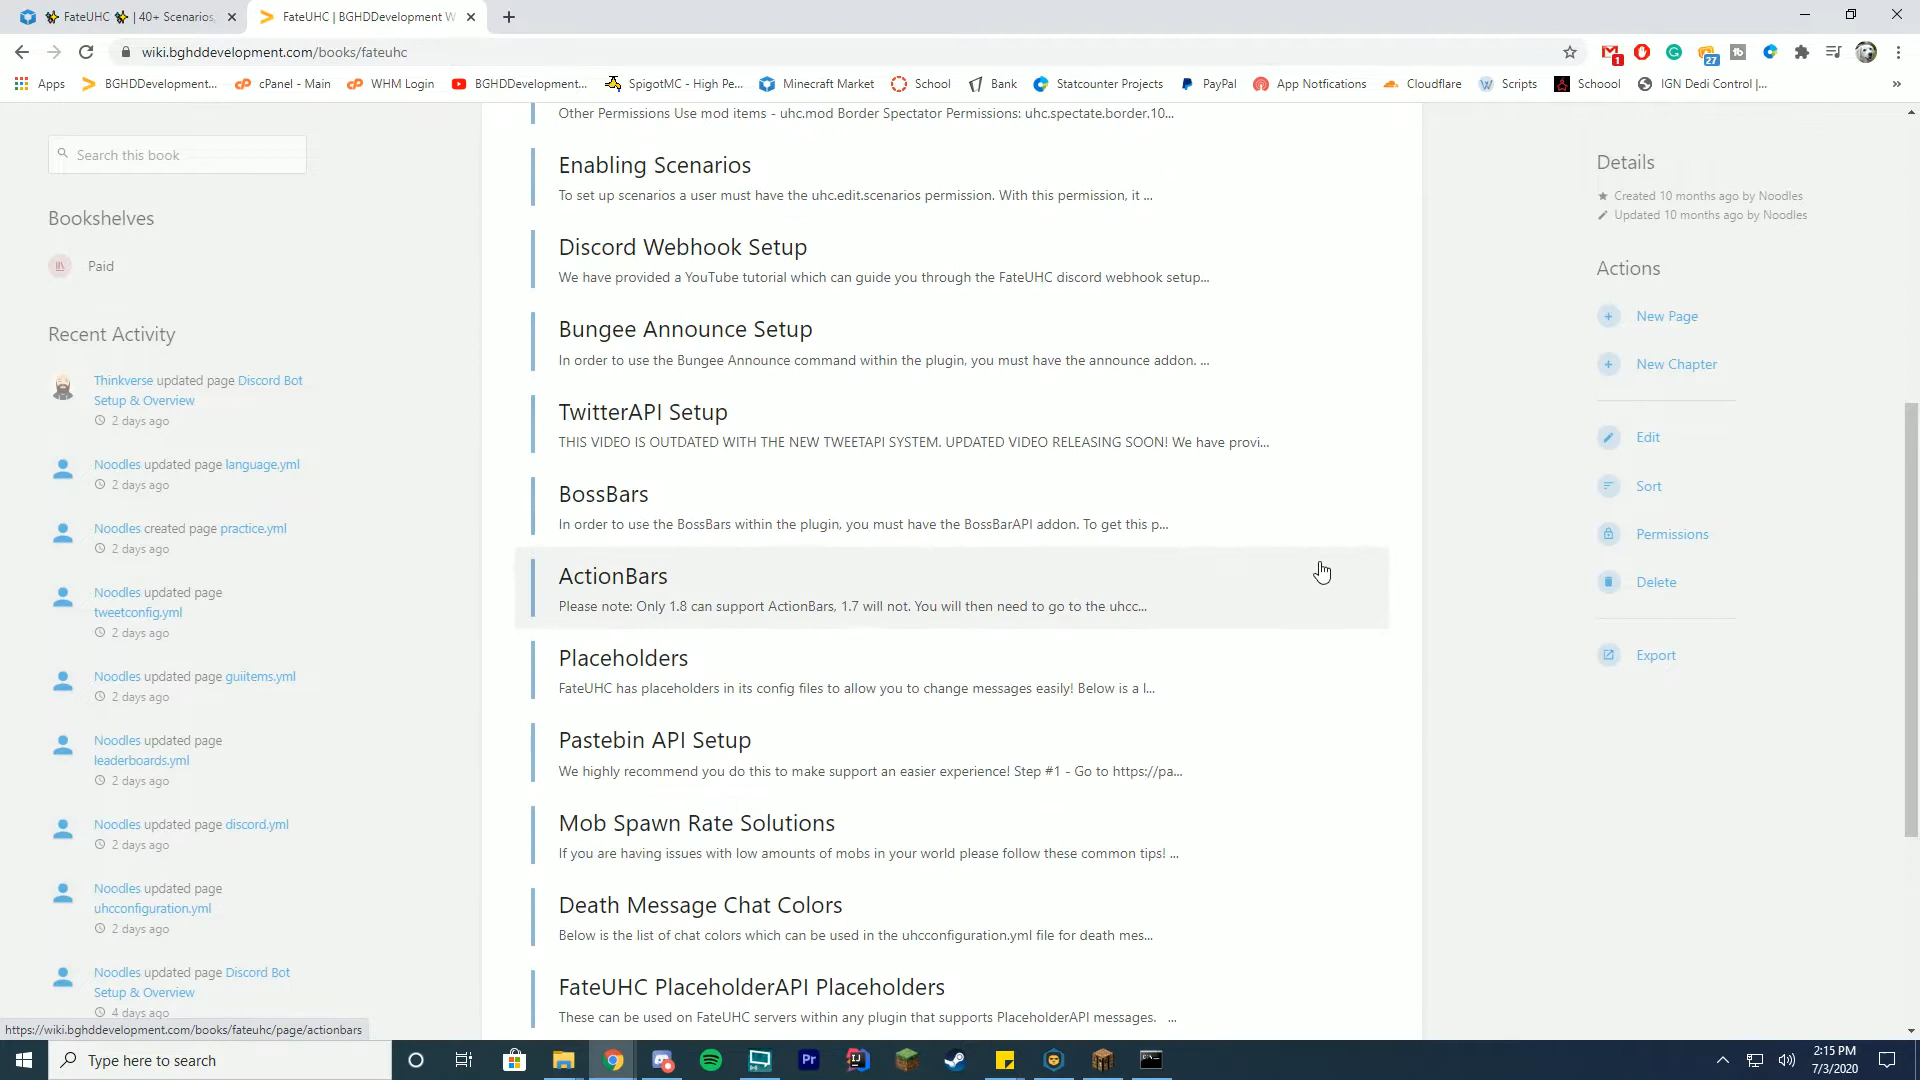 FateUHC | 40+ Scenarios,
FateUHC | BGHDDevelopment W
wiki.bghddevelopment.com/books/fateuhc
1
27
Apps
BGHDDevelopment...
cPanel - Main
WHM Login
BGHDDevelopment...
SpigotMC - High Pe...
Minecraft Market
School
Bank
Statcounter Projects
PayPal
App Notfications
Cloudflare
Scripts
Schoool
IGN Dedi Control |...
»
Search this book
Bookshelves
Paid
Recent Activity
Thinkverse updated page Discord Bot
Setup & Overview
2 days ago
Noodles updated page language.yml
2 days ago
Noodles created page practice.yml
2 days ago
Noodles updated page
tweetconfig.yml
2 days ago
Noodles updated page guiitems.yml
2 days ago
Noodles updated page
leaderboards.yml
2 days ago
Noodles updated page discord.yml
2 days ago
Noodles updated page
uhcconfiguration.yml
2 days ago
Noodles updated page Discord Bot
Setup & Overview
4 days ago
Other Permissions Use mod items - uhc.mod Border Spectator Permissions: uhc.spectate.border.10...
Enabling Scenarios
To set up scenarios a user must have the uhc.edit.scenarios permission. With this permission, it ...
Discord Webhook Setup
We have provided a YouTube tutorial which can guide you through the FateUHC discord webhook setup...
Bungee Announce Setup
In order to use the Bungee Announce command within the plugin, you must have the announce addon. ...
TwitterAPI Setup
THIS VIDEO IS OUTDATED WITH THE NEW TWEETAPI SYSTEM. UPDATED VIDEO RELEASING SOON! We have provi...
BossBars
In order to use the BossBars within the plugin, you must have the BossBarAPI addon. To get this p...
ActionBars
Please note: Only 1.8 can support ActionBars, 1.7 will not. You will then need to go to the uhcc...
Placeholders
FateUHC has placeholders in its config files to allow you to change messages easily! Below is a l...
Pastebin API Setup
We highly recommend you do this to make support an easier experience! Step #1 - Go to https://pa...
Mob Spawn Rate Solutions
If you are having issues with low amounts of mobs in your world please follow these common tips! ...
Death Message Chat Colors
Below is the list of chat colors which can be used in the uhcconfiguration.yml file for death mes...
FateUHC PlaceholderAPI Placeholders
These can be used on FateUHC servers within any plugin that supports PlaceholderAPI messages. ...
Details
Created 10 months ago by Noodles
Updated 10 months ago by Noodles
Actions
New Page
New Chapter
Edit
Sort
Permissions
Delete
Export
https://wiki.bghddevelopment.com/books/fateuhc/page/actionbars
Type here to search
Pr
2:15 PM
7/3/2020